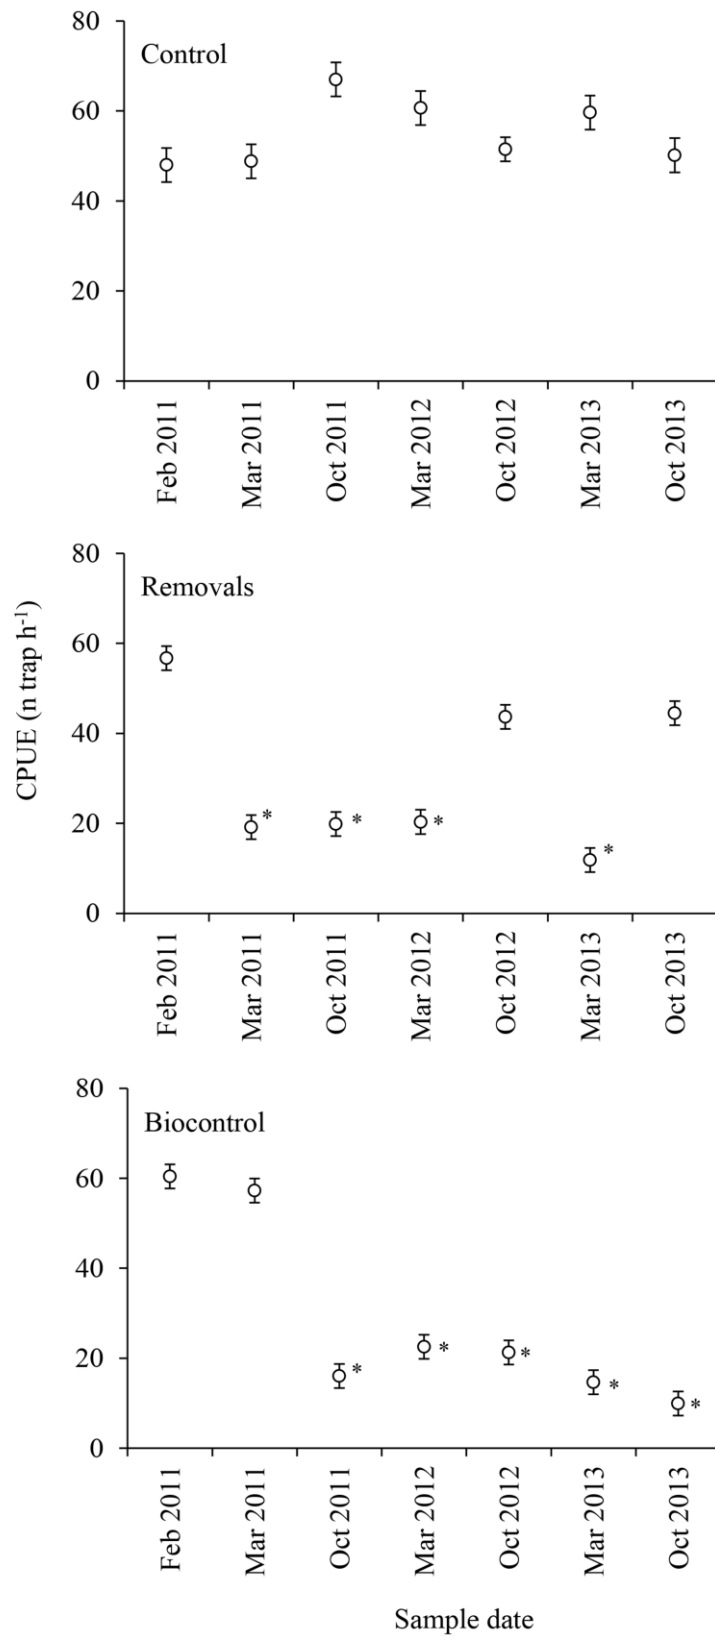 80
Control
60
40
20
0
Feb 2011
Mar 2011
Oct 2011
Mar 2012
Oct 2012
Mar 2013
Oct 2013
CPUE (n trap h⁻¹)
80
Removals
60
40
20
* * * *
0
Feb 2011
Mar 2011
Oct 2011
Mar 2012
Oct 2012
Mar 2013
Oct 2013
80
Biocontrol
60
40
20
* * * * *
0
Feb 2011
Mar 2011
Oct 2011
Mar 2012
Oct 2012
Mar 2013
Oct 2013
Sample date